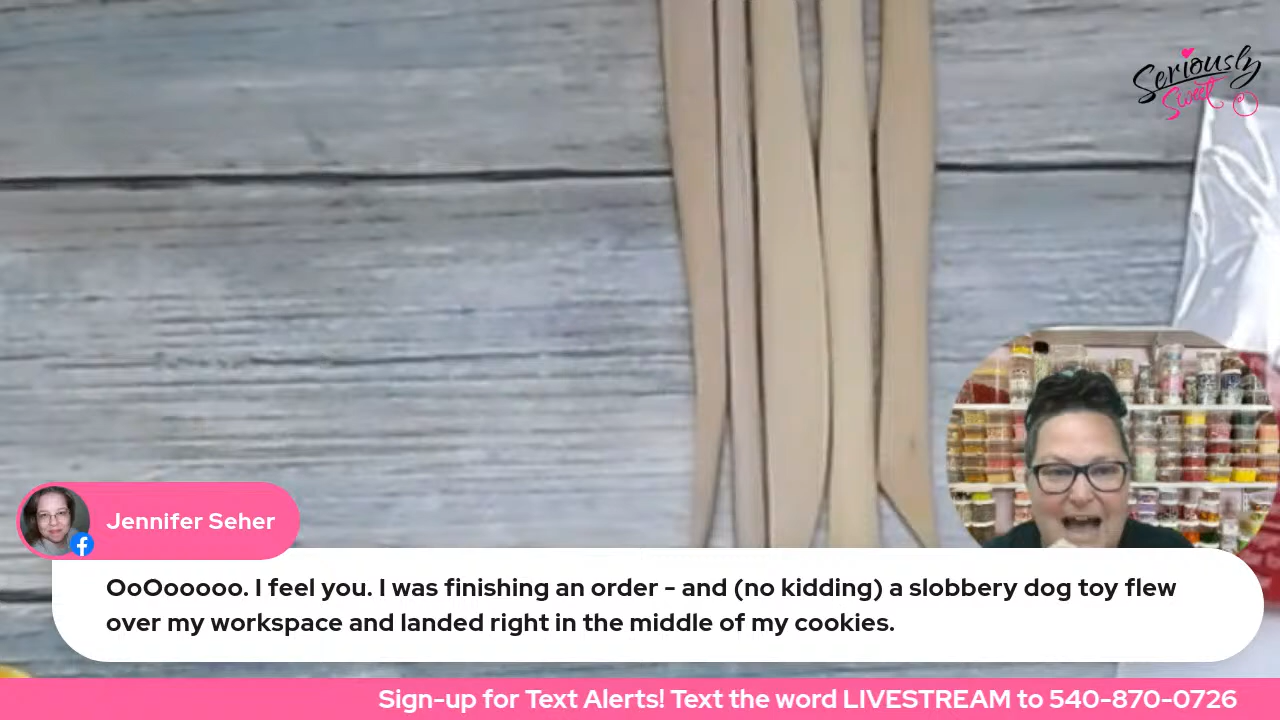 Seriously
Sweet
Jennifer Seher
OoOooooo. I feel you. I was finishing an order - and (no kidding) a slobbery dog toy flew
over my workspace and landed right in the middle of my cookies.
Sign-up for Text Alerts! Text the word LIVESTREAM to 540-870-0726